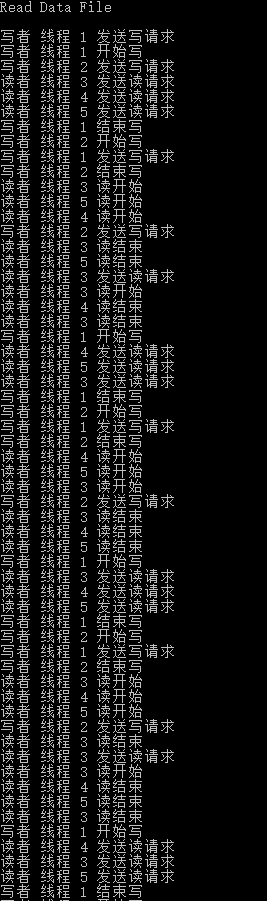 Read Data File
写者 线程 1 发送写请求
写者 线程 1 开始写
写者 线程 2 发送写请求
读者 线程 3 发送读请求
读者 线程 4 发送读请求
读者 线程 5 发送读请求
写者 线程 1 结束写
写者 线程 2 开始写
写者 线程 1 发送写请求
写者 线程 2 结束写
读者 线程 3 读开始
读者 线程 5 读开始
读者 线程 4 读开始
写者 线程 2 发送写请求
读者 线程 3 读结束
读者 线程 5 读结束
读者 线程 3 发送读请求
读者 线程 3 读开始
读者 线程 4 读结束
读者 线程 3 读结束
写者 线程 1 开始写
读者 线程 4 发送读请求
读者 线程 5 发送读请求
读者 线程 3 发送读请求
写者 线程 1 结束写
写者 线程 2 开始写
写者 线程 1 发送写请求
写者 线程 2 结束写
读者 线程 4 读开始
读者 线程 5 读开始
读者 线程 3 读开始
写者 线程 2 发送写请求
读者 线程 3 读结束
读者 线程 4 读结束
读者 线程 5 读结束
写者 线程 1 开始写
读者 线程 3 发送读请求
读者 线程 4 发送读请求
读者 线程 5 发送读请求
写者 线程 1 结束写
写者 线程 2 开始写
写者 线程 1 发送写请求
写者 线程 2 结束写
读者 线程 3 读开始
读者 线程 4 读开始
读者 线程 5 读开始
写者 线程 2 发送写请求
读者 线程 3 读结束
读者 线程 3 发送读请求
读者 线程 3 读开始
读者 线程 4 读结束
读者 线程 5 读结束
读者 线程 3 读结束
写者 线程 1 开始写
读者 线程 4 发送读请求
读者 线程 3 发送读请求
读者 线程 5 发送读请求
写者 线程 1 结束写